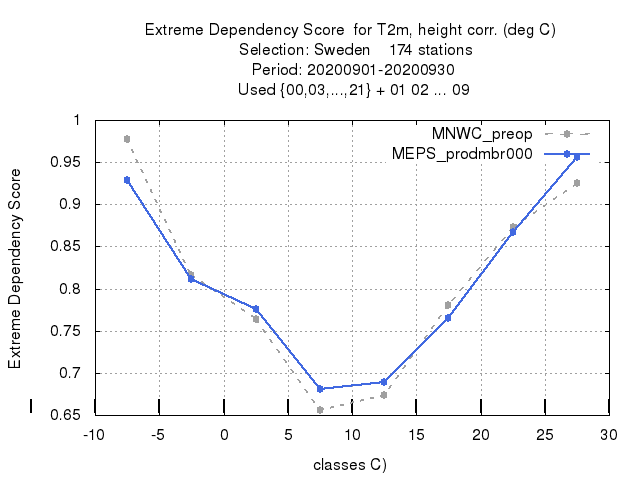 Extreme Dependency Score  for T2m, height corr. (deg C)
Selection: Sweden    174 stations
Period: 20200901-20200930
Used {00,03,...,21} + 01 02 ... 09
MNWC_preop
MEPS_prodmbr000
Extreme Dependency Score
1
0.95
0.9
0.85
0.8
0.75
0.7
0.65
-10 -5 0 5 10 15 20 25 30
classes C)